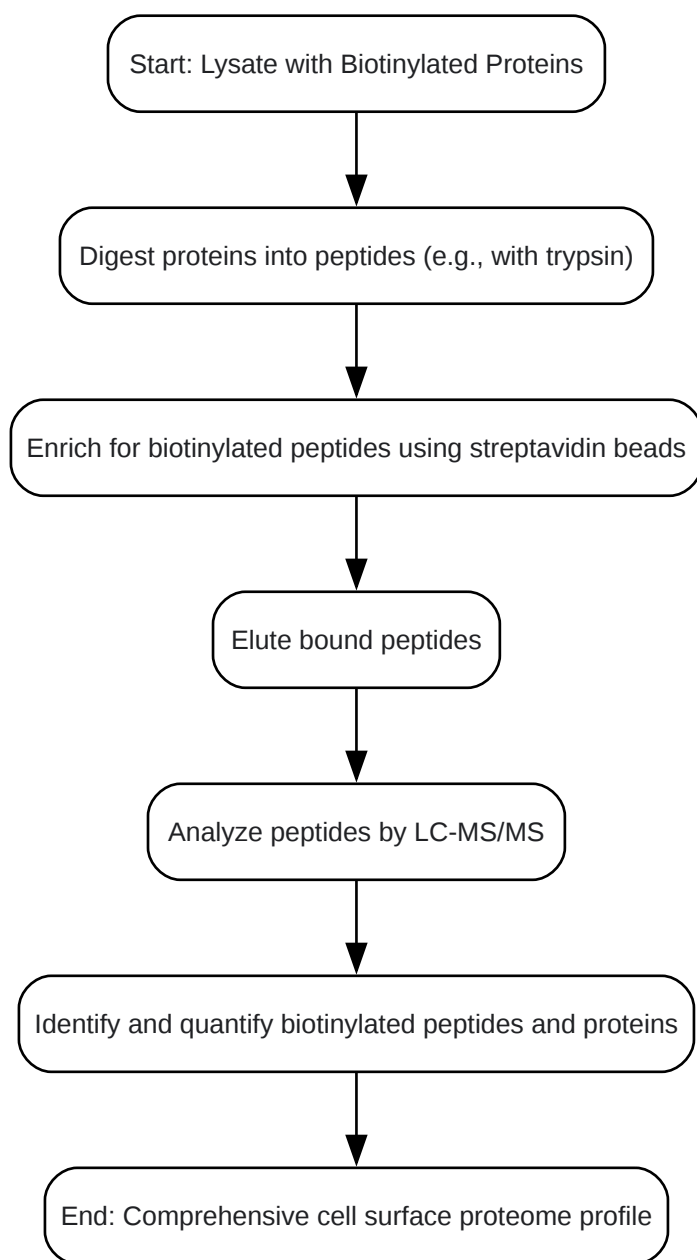 Start: Lysate with Biotinylated Proteins
Digest proteins into peptides (e.g., with trypsin)
Enrich for biotinylated peptides using streptavidin beads
Elute bound peptides
Analyze peptides by LC-MS/MS
Identify and quantify biotinylated peptides and proteins
End: Comprehensive cell surface proteome profile